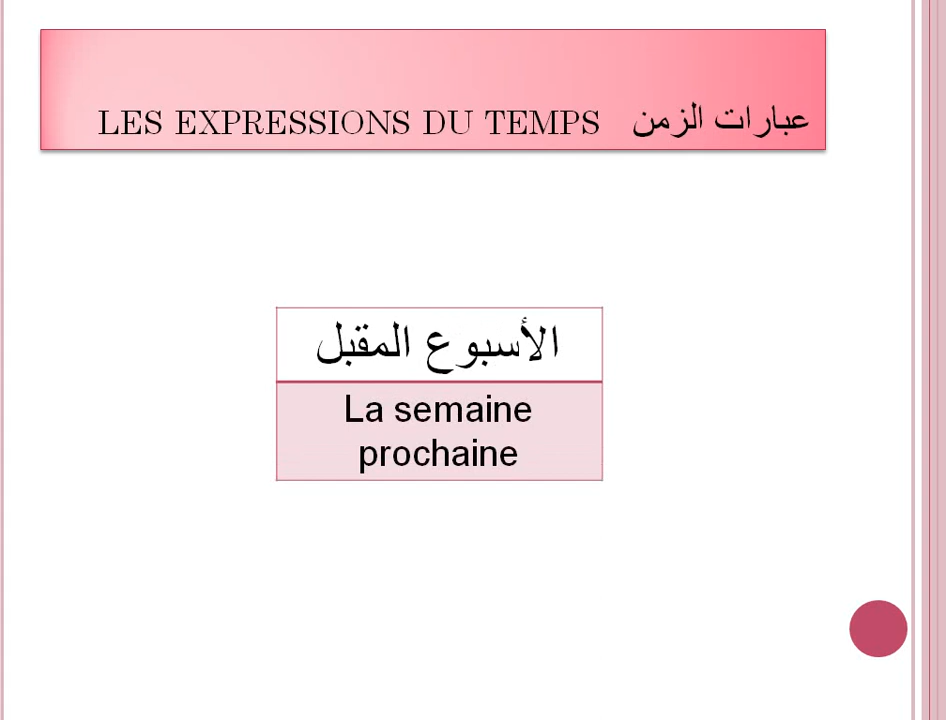 LES EXPRESSIONS DU TEMPS عبارات الزمن
الأسبوع المقبل
La semaine
prochaine